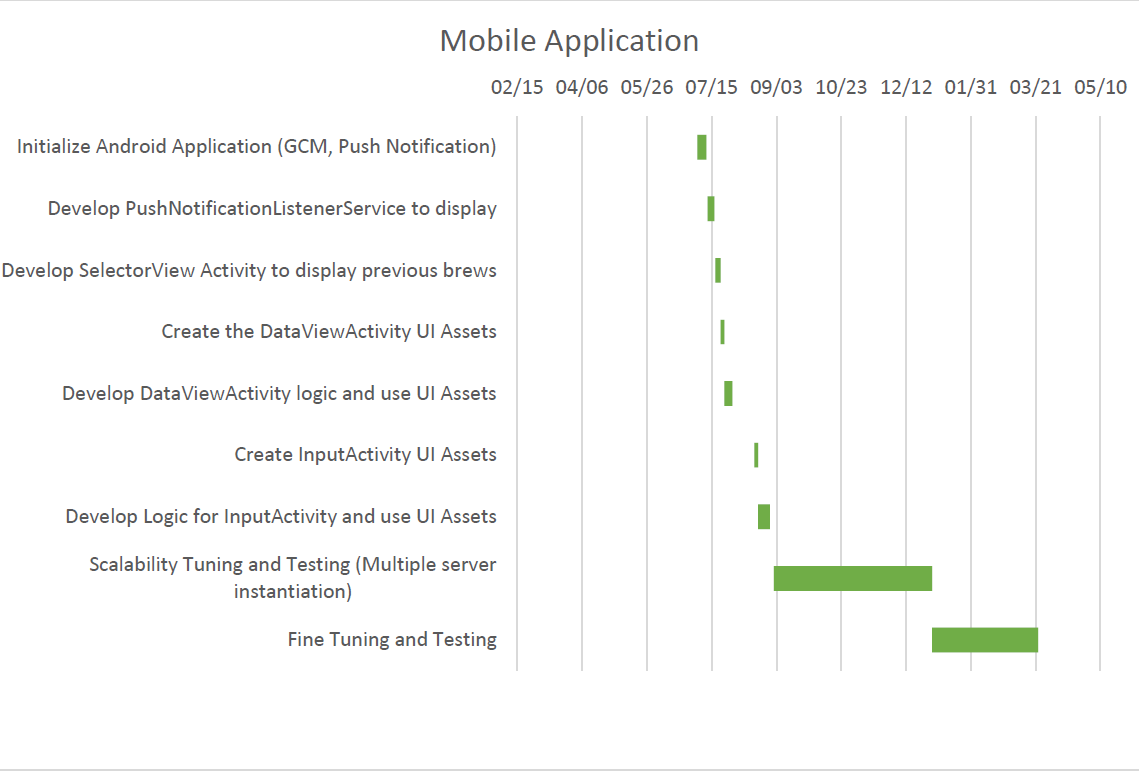 Mobile Application
02/15 04/06 05/26 07/15 09/03 10/23 12/12 01/31 03/21 05/10
Initialize Android Application (GCM, Push Notification)
Develop PushNotificationListenerService to display
Develop SelectorView Activity to display previous brews
Create the DataViewActivity UI Assets
Develop DataViewActivity logic and use UI Assets
Create InputActivity UI Assets
Develop Logic for InputActivity and use UI Assets
Scalability Tuning and Testing (Multiple server
instantiation)
Fine Tuning and Testing